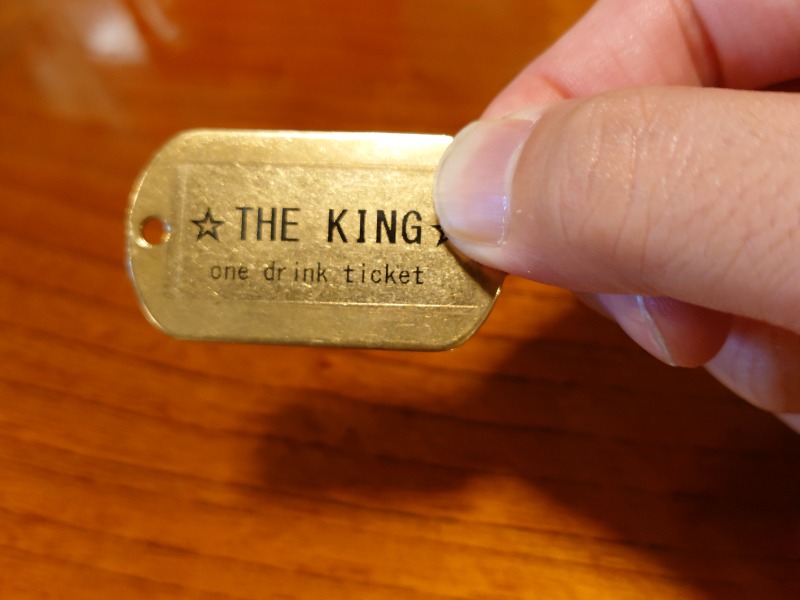 ☆THE KING☆
one drink ticket